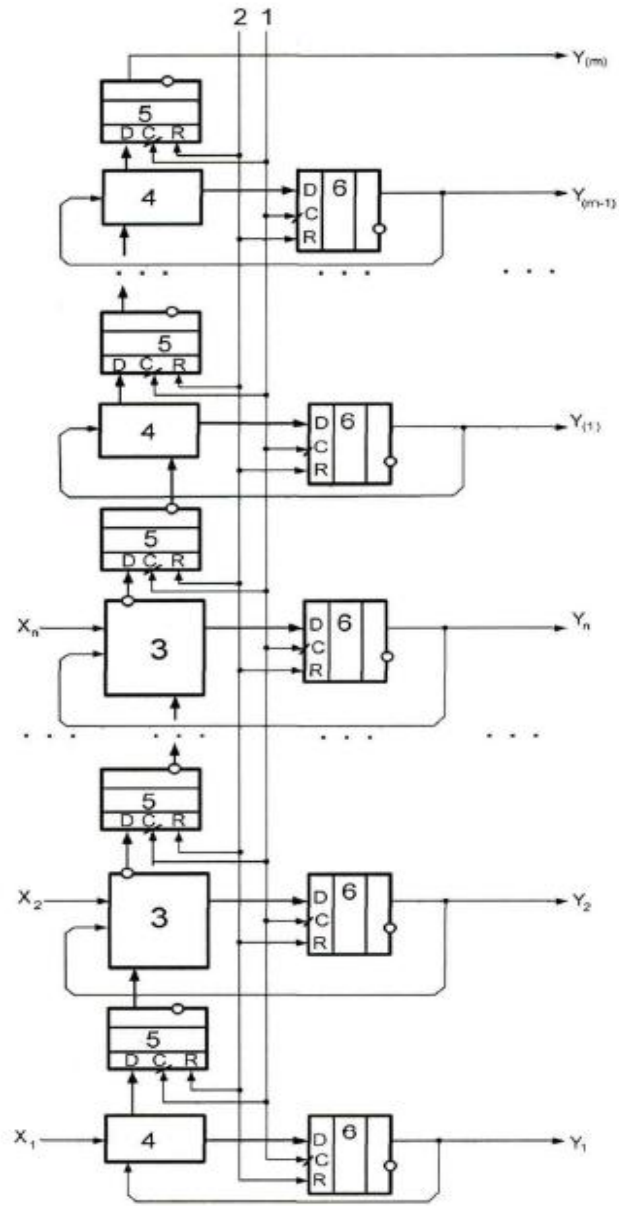 2 1
Y(m)
5
D C R
4
D 6
C
R
Y(m-1)
. . . . . . . . .
5
D C R
4
D 6
C
R
Y(1)
5
D C R
Xn
3
D 6
C
R
Yn
. . . . . . . . . . . .
5
D C R
X2
3
D 6
C
R
Y2
5
D C R
X1
4
D 6
C
R
Y1